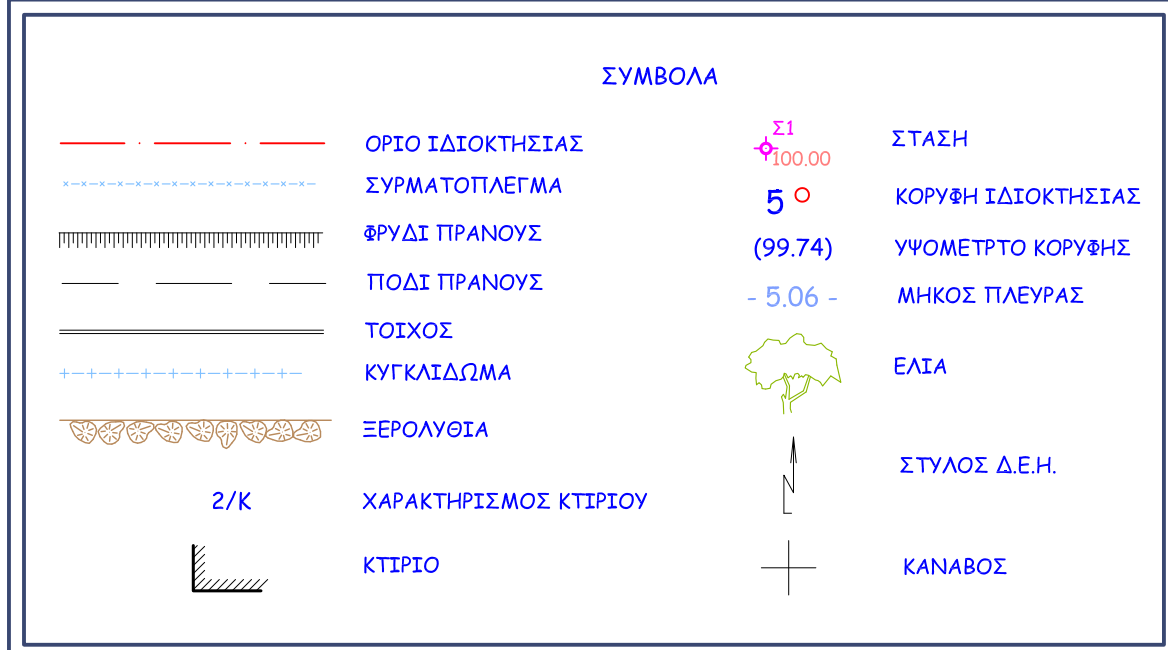 ΣΥΜΒΟΛΑ
ΟΡΙΟ ΙΔΙΟΚΤΗΣΙΑΣ
ΣΥΡΜΑΤΟΠΛΕΓΜΑ
ΦΡΥΔΙ ΠΡΑΝΟΥΣ
ΠΟΔΙ ΠΡΑΝΟΥΣ
ΤΟΙΧΟΣ
ΚΥΓΚΛΙΔΩΜΑ
ΞΕΡΟΛΥΘΙΑ
2/Κ ΧΑΡΑΚΤΗΡΙΣΜΟΣ ΚΤΙΡΙΟΥ
ΚΤΙΡΙΟ
Σ1
100.00
ΣΤΑΣΗ
5 ΚΟΡΥΦΗ ΙΔΙΟΚΤΗΣΙΑΣ
(99.74) ΥΨΟΜΕΤΡΤΟ ΚΟΡΥΦΗΣ
- 5.06 - ΜΗΚΟΣ ΠΛΕΥΡΑΣ
ΕΛΙΑ
ΣΤΥΛΟΣ Δ.Ε.Η.
ΚΑΝΑΒΟΣ